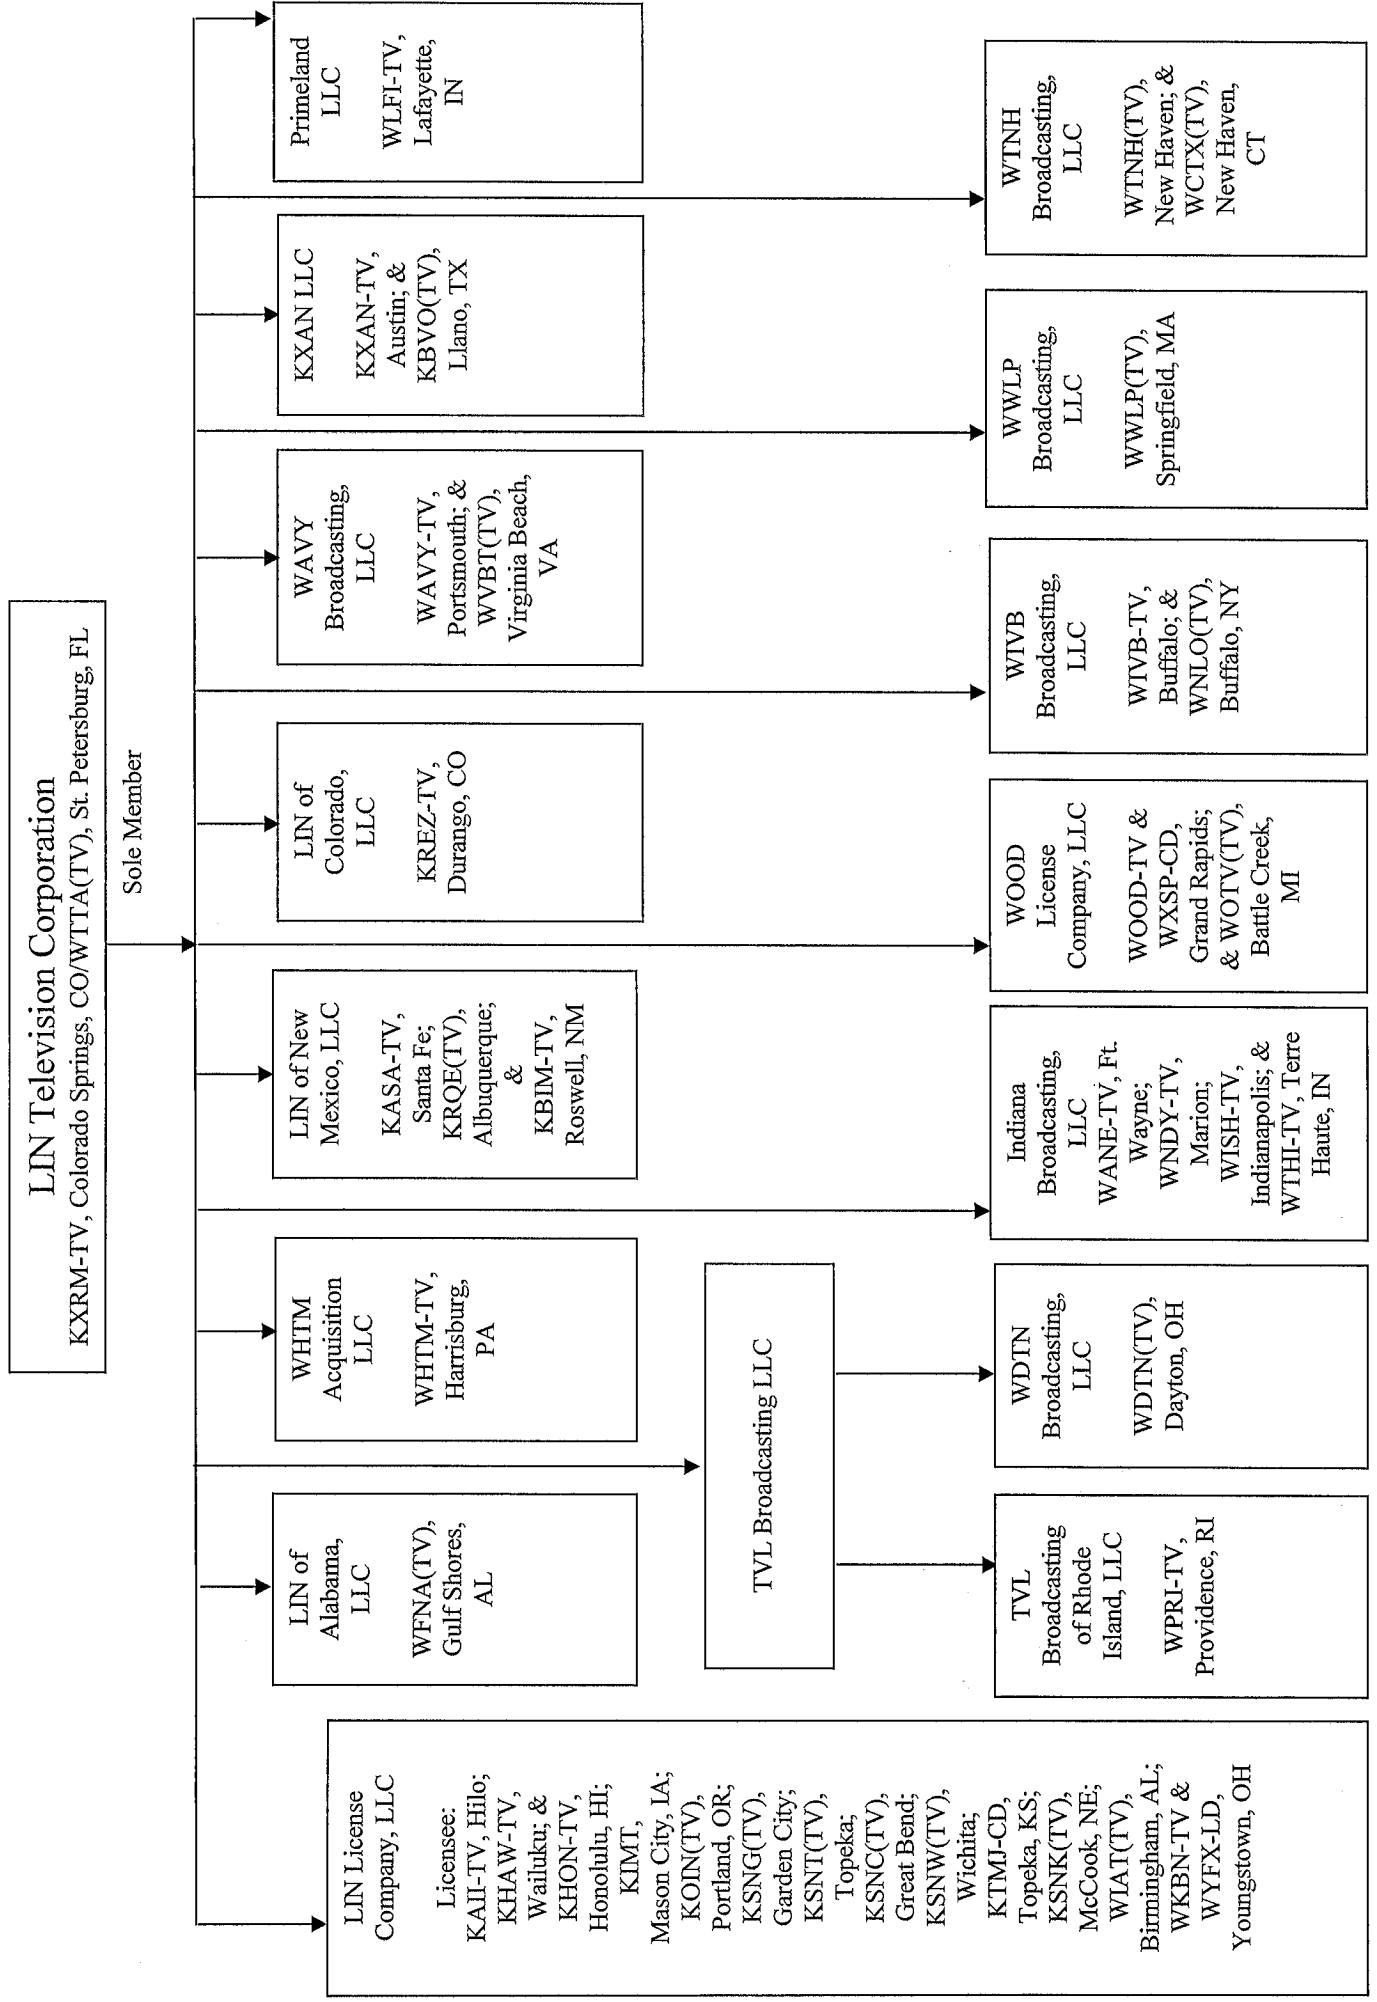 LIN Television Corporation
KXRM-TV, Colorado Springs, CO/WTTA(TV), St. Petersburg, FL
Sole Member
LIN License
Company, LLC
Licensee:
KAII-TV, Hilo;
KHAW-TV,
Wailuku; &
KHON-TV,
Honolulu, HI;
KIMT,
Mason City, IA;
KOIN(TV),
Portland, OR;
KSNG(TV),
Garden City;
KSNT(TV),
Topeka;
KSNC(TV),
Great Bend;
KSNW(TV),
Wichita;
KTMJ-CD,
Topeka, KS;
KSNK(TV),
McCook, NE;
WIAT(TV),
Birmingham, AL;
WKBN-TV &
WYFX-LD,
Youngstown, OH
LIN of
Alabama,
LLC
WFNA(TV),
Gulf Shores,
AL
WHTM
Acquisition
LLC
WHTM-TV,
Harrisburg,
PA
LIN of New
Mexico, LLC
KASA-TV,
Santa Fe;
KRQE(TV),
Albuquerque;
&
KBIM-TV,
Roswell, NM
LIN of
Colorado,
LLC
KREZ-TV,
Durango, CO
WAVY
Broadcasting,
LLC
WAVY-TV,
Portsmouth; &
WVBT(TV),
Virginia Beach,
VA
KXAN LLC
KXAN-TV,
Austin; &
KBVO(TV),
Llano, TX
Primeland
LLC
WLFI-TV,
Lafayette,
IN
TVL Broadcasting LLC
TVL
Broadcasting
of Rhode
Island, LLC
WPRI-TV,
Providence, RI
WDTN
Broadcasting,
LLC
WDTN(TV),
Dayton, OH
Indiana
Broadcasting,
LLC
WANE-TV, Ft.
Wayne;
WNDY-TV,
Marion;
WISH-TV,
Indianapolis; &
WTHI-TV, Terre
Haute, IN
WOOD
License
Company, LLC
WOOD-TV &
WXSP-CD,
Grand Rapids;
& WOTV(TV),
Battle Creek,
MI
WIVB
Broadcasting,
LLC
WIVB-TV,
Buffalo; &
WNLO(TV),
Buffalo, NY
WWLP
Broadcasting,
LLC
WWLP(TV),
Springfield, MA
WTNH
Broadcasting,
LLC
WTNH(TV),
New Haven; &
WCTX(TV),
New Haven,
CT